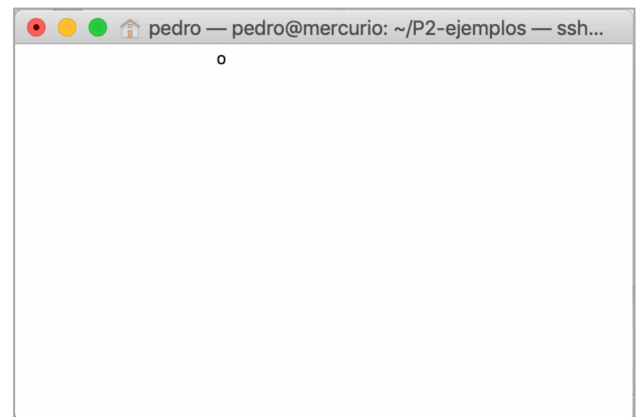 pedro — pedro@mercurio: ~/P2-ejemplos — ssh...
o